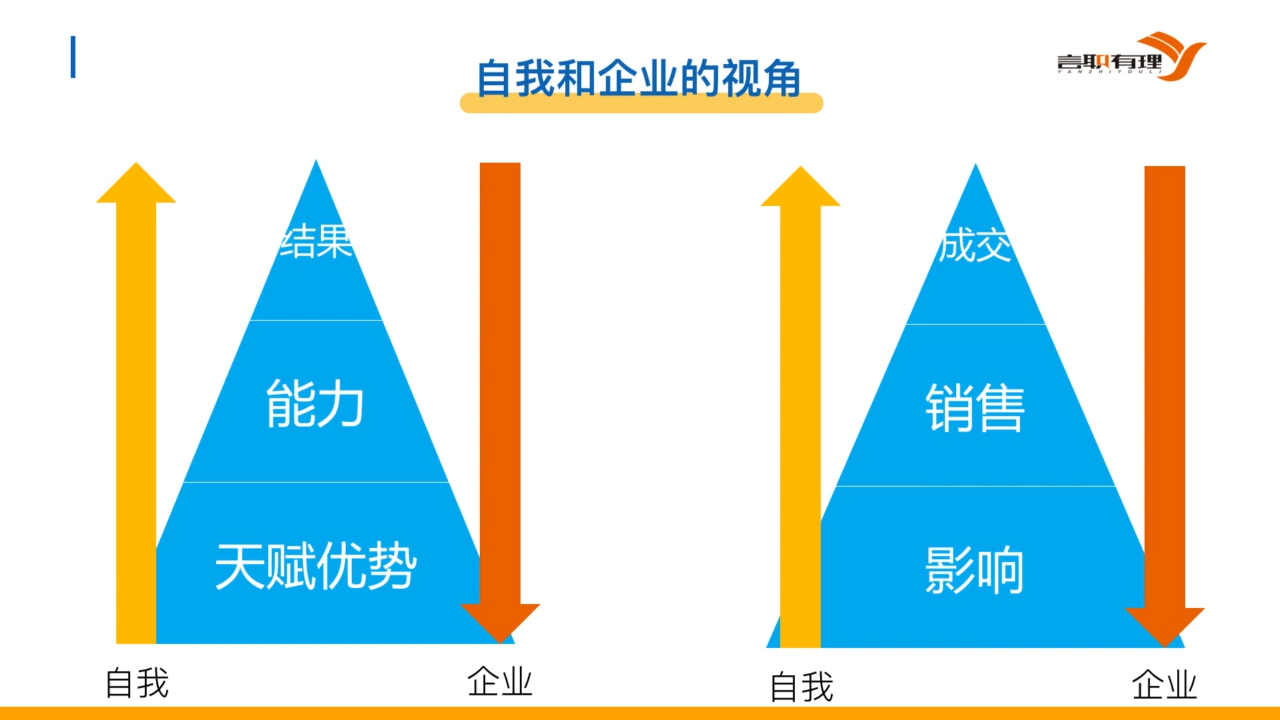 自我和企业的视角
言职有理
YANZHIYOULI
结果
能力
天赋优势
自我
企业
成交
销售
影响
自我
企业